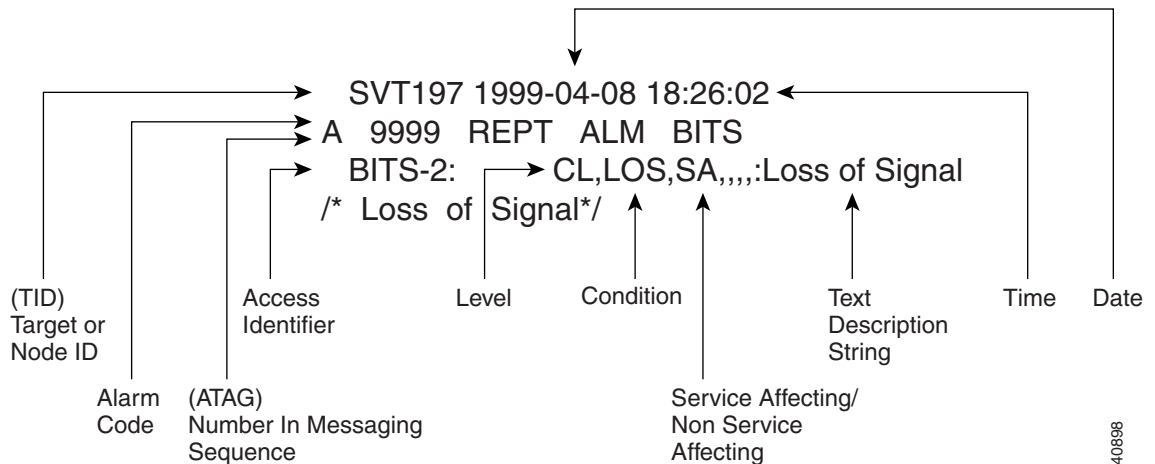 SVT197 1999-04-08 18:26:02
A 9999 REPT ALM BITS
BITS-2: CL,LOS,SA,,,,:Loss of Signal
/* Loss of Signal*/
(TID)
Target or
Node ID
Access
Identifier
Level
Condition
Text
Description
String
Time
Date
Alarm
Code
(ATAG)
Number In Messaging
Sequence
Service Affecting/
Non Service
Affecting
40898